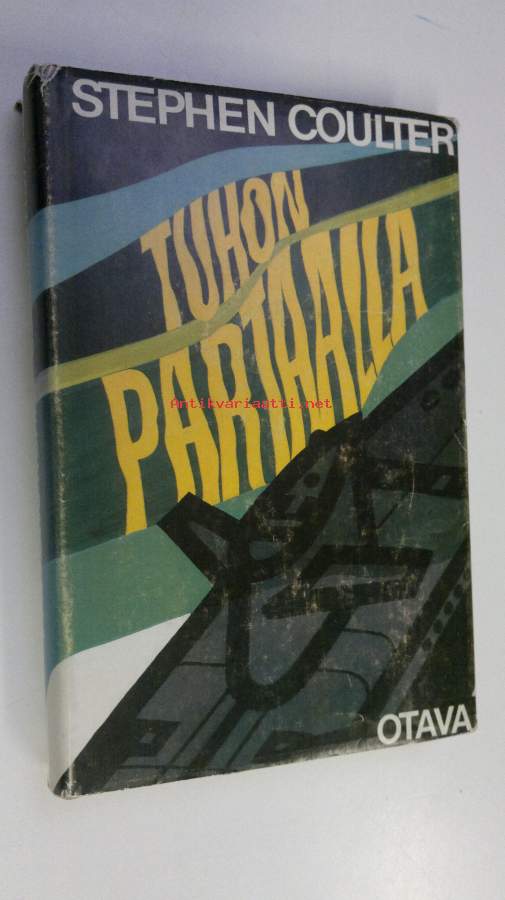 STEPHEN COULTER
TUHON
PARTAALLA
Antikvariaatti.net
OTAVA